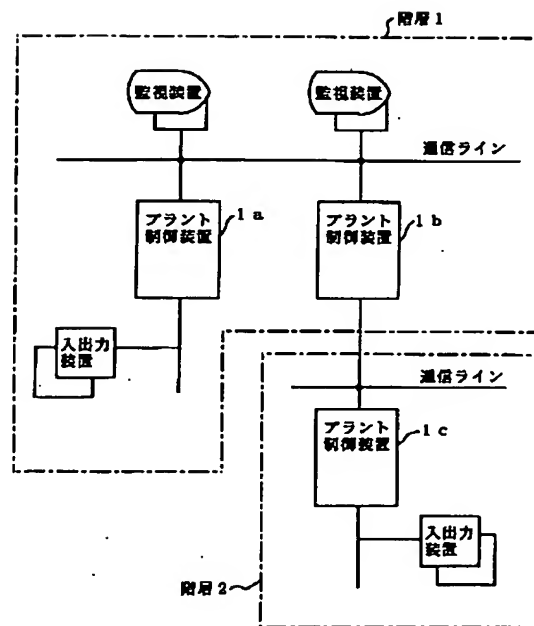 階層1
監視装置
監視装置
通信ライン
プラント
制御装置
1a
プラント
制御装置
1b
入出力
装置
通信ライン
プラント
制御装置
1c
入出力
装置
階層2